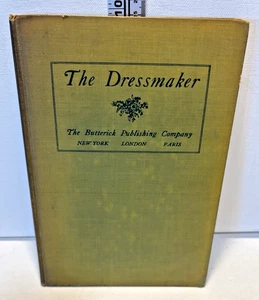 The Dressmaker
The Butterick Publishing Company
NEW YORK LONDON PARIS